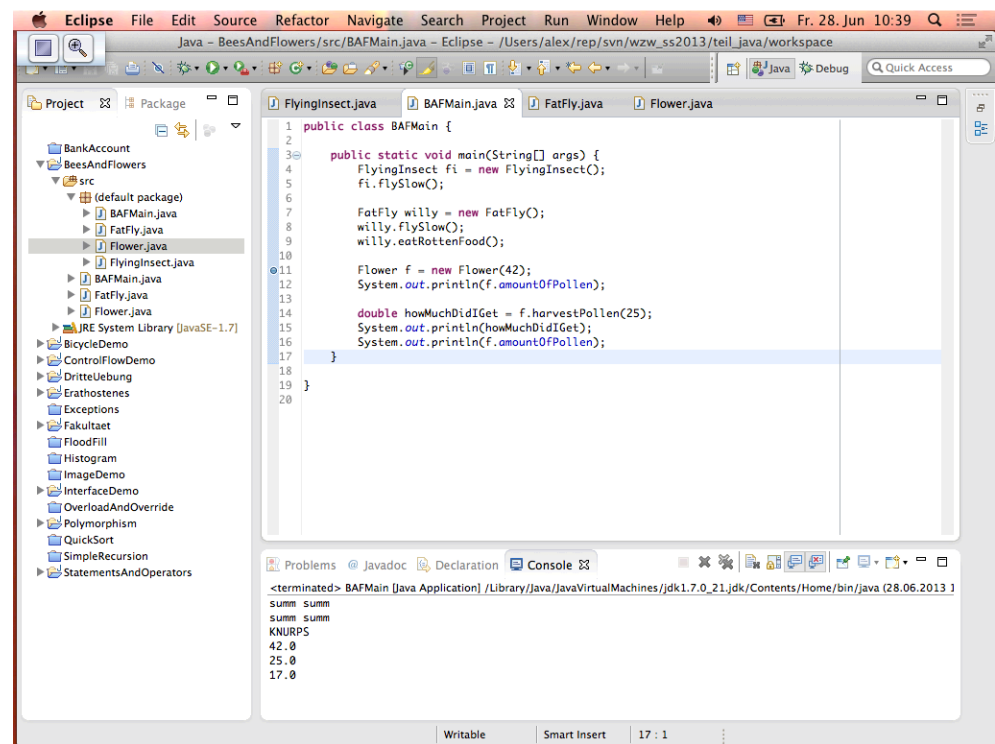 Eclipse File Edit Source Refactor Navigate Search Project Run Window Help Fr. 28. Jun 10:39
Java – BeesAndFlowers/src/BAFMain.java – Eclipse – /Users/alex/rep/svn/wzw_ss2013/teil_java/workspace
Java Debug Quick Access
Project Package
BankAccount
BeesAndFlowers
src
(default package)
BAFMain.java
FatFly.java
Flower.java
FlyingInsect.java
BAFMain.java
FatFly.java
Flower.java
JRE System Library [JavaSE-1.7]
BicycleDemo
ControlFlowDemo
DritteUebung
Erathostenes
Exceptions
Fakultaet
FloodFill
Histogram
ImageDemo
InterfaceDemo
OverloadAndOverride
Polymorphism
QuickSort
SimpleRecursion
StatementsAndOperators
FlyingInsect.java BAFMain.java FatFly.java Flower.java
1 public class BAFMain {
2
3 public static void main(String[] args) {
4 FlyingInsect fi = new FlyingInsect();
5 fi.flySlow();
6
7 FatFly willy = new FatFly();
8 willy.flySlow();
9 willy.eatRottenFood();
10
11 Flower f = new Flower(42);
12 System.out.println(f.amountOfPollen);
13
14 double howMuchDidIGet = f.harvestPollen(25);
15 System.out.println(howMuchDidIGet);
16 System.out.println(f.amountOfPollen);
17 }
18
19 }
20
Problems @ Javadoc Declaration Console
<terminated> BAFMain [Java Application] /Library/Java/JavaVirtualMachines/jdk1.7.0_21.jdk/Contents/Home/bin/java (28.06.2013 1
summ summ
summ summ
KNURPS
42.0
25.0
17.0
Writable Smart Insert 17 : 1